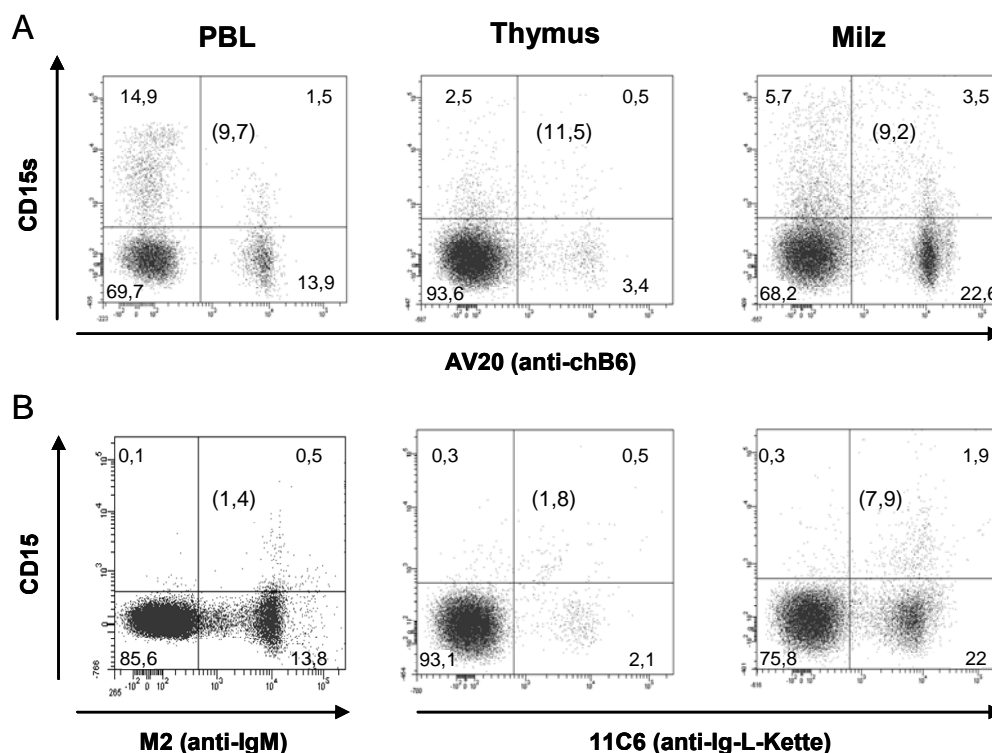 A
PBL Thymus Milz
14,9 1,5 2,5 0,5 5,7 3,5
(9,7) (11,5) (9,2)
CD15s
69,7 13,9 93,6 3,4 68,2 22,6
AV20 (anti-chB6)
B
0,1 0,5 0,3 0,5 0,3 1,9
(1,4) (1,8) (7,9)
CD15
85,6 13,8 93,1 2,1 75,8 22
M2 (anti-IgM) 11C6 (anti-Ig-L-Kette)